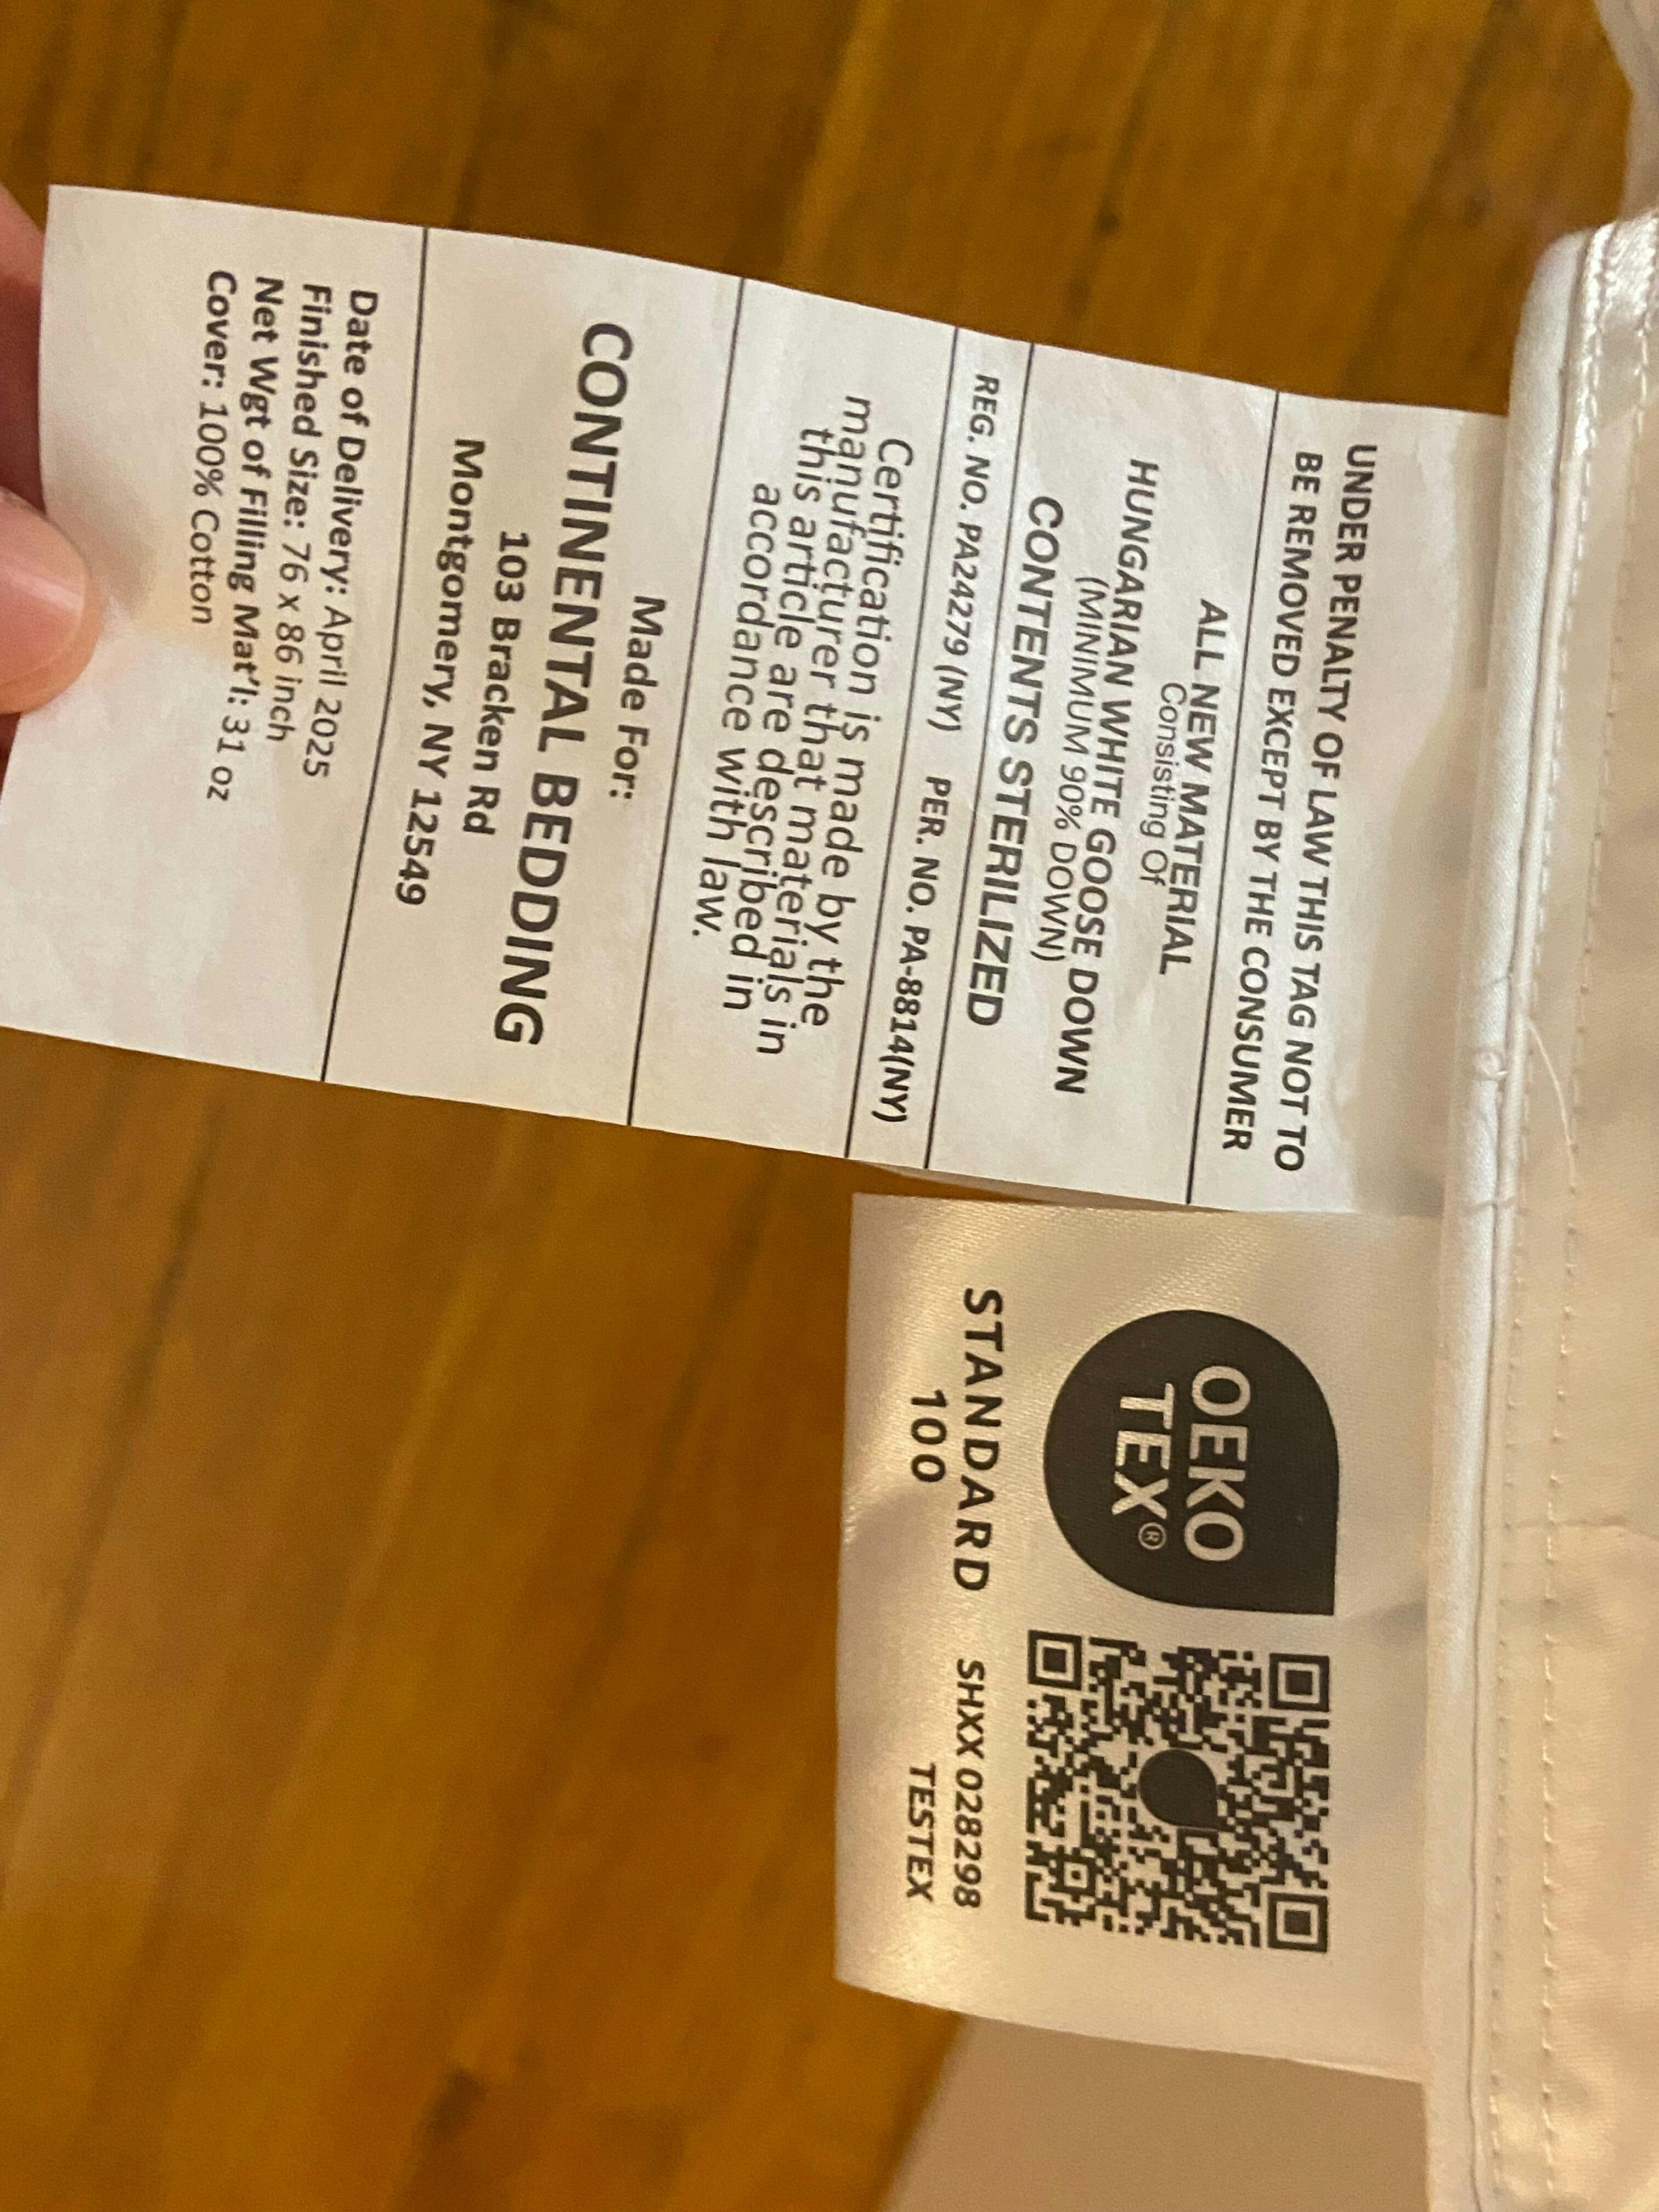 UNDER PENALTY OF LAW THIS TAG NOT TO
BE REMOVED EXCEPT BY THE CONSUMER
ALL NEW MATERIAL
Consisting Of
HUNGARIAN WHITE GOOSE DOWN
(MINIMUM 90% DOWN)
CONTENTS STERILIZED
REG. NO. PA24279 (NY) PER. NO. PA-8814(NY)
Certification is made by the
manufacturer that materials in
this article are described in
accordance with law.
Made For:
CONTINENTAL BEDDING
103 Bracken Rd
Montgomery, NY 12549
Date of Delivery: April 2025
Finished Size: 76 x 86 inch
Net Wgt of Filling Mat'l: 31 oz
Cover: 100% Cotton
OEKO
TEX®
STANDARD
100
SHXX 028298
TESTEX